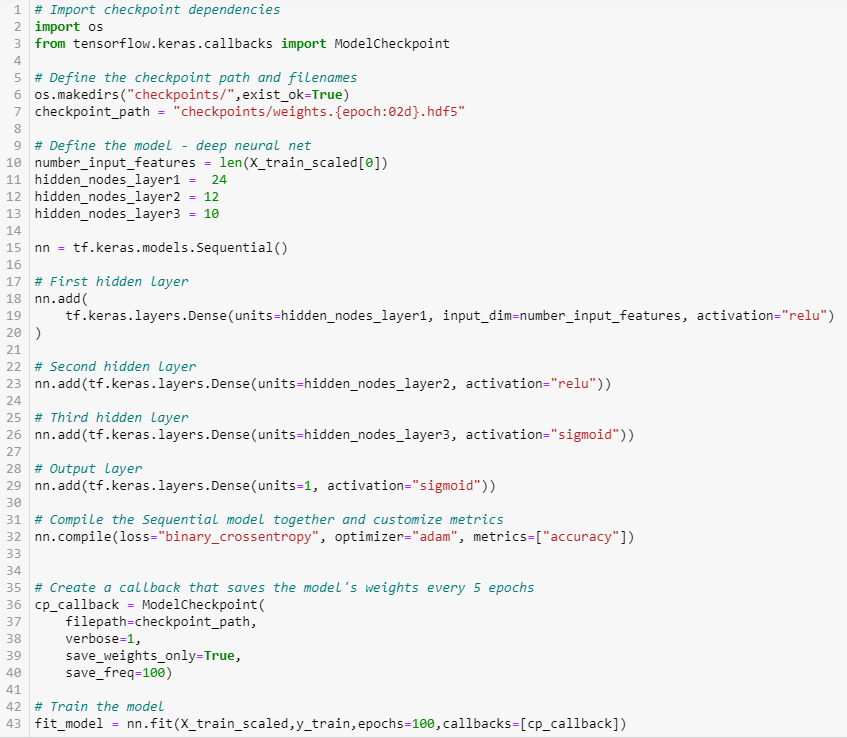 1 # Import checkpoint dependencies
2 import os
3 from tensorflow.keras.callbacks import ModelCheckpoint
4
5 # Define the checkpoint path and filenames
6 os.makedirs("checkpoints/",exist_ok=True)
7 checkpoint_path = "checkpoints/weights.{epoch:02d}.hdf5"
8
9 # Define the model - deep neural net
10 number_input_features = len(X_train_scaled[0])
11 hidden_nodes_layer1 =  24
12 hidden_nodes_layer2 = 12
13 hidden_nodes_layer3 = 10
14
15 nn = tf.keras.models.Sequential()
16
17 # First hidden layer
18 nn.add(
19     tf.keras.layers.Dense(units=hidden_nodes_layer1, input_dim=number_input_features, activation="relu")
20 )
21
22 # Second hidden layer
23 nn.add(tf.keras.layers.Dense(units=hidden_nodes_layer2, activation="relu"))
24
25 # Third hidden layer
26 nn.add(tf.keras.layers.Dense(units=hidden_nodes_layer3, activation="sigmoid"))
27
28 # Output layer
29 nn.add(tf.keras.layers.Dense(units=1, activation="sigmoid"))
30
31 # Compile the Sequential model together and customize metrics
32 nn.compile(loss="binary_crossentropy", optimizer="adam", metrics=["accuracy"])
33
34
35 # Create a callback that saves the model's weights every 5 epochs
36 cp_callback = ModelCheckpoint(
37     filepath=checkpoint_path,
38     verbose=1,
39     save_weights_only=True,
40     save_freq=100)
41
42 # Train the model
43 fit_model = nn.fit(X_train_scaled,y_train,epochs=100,callbacks=[cp_callback])